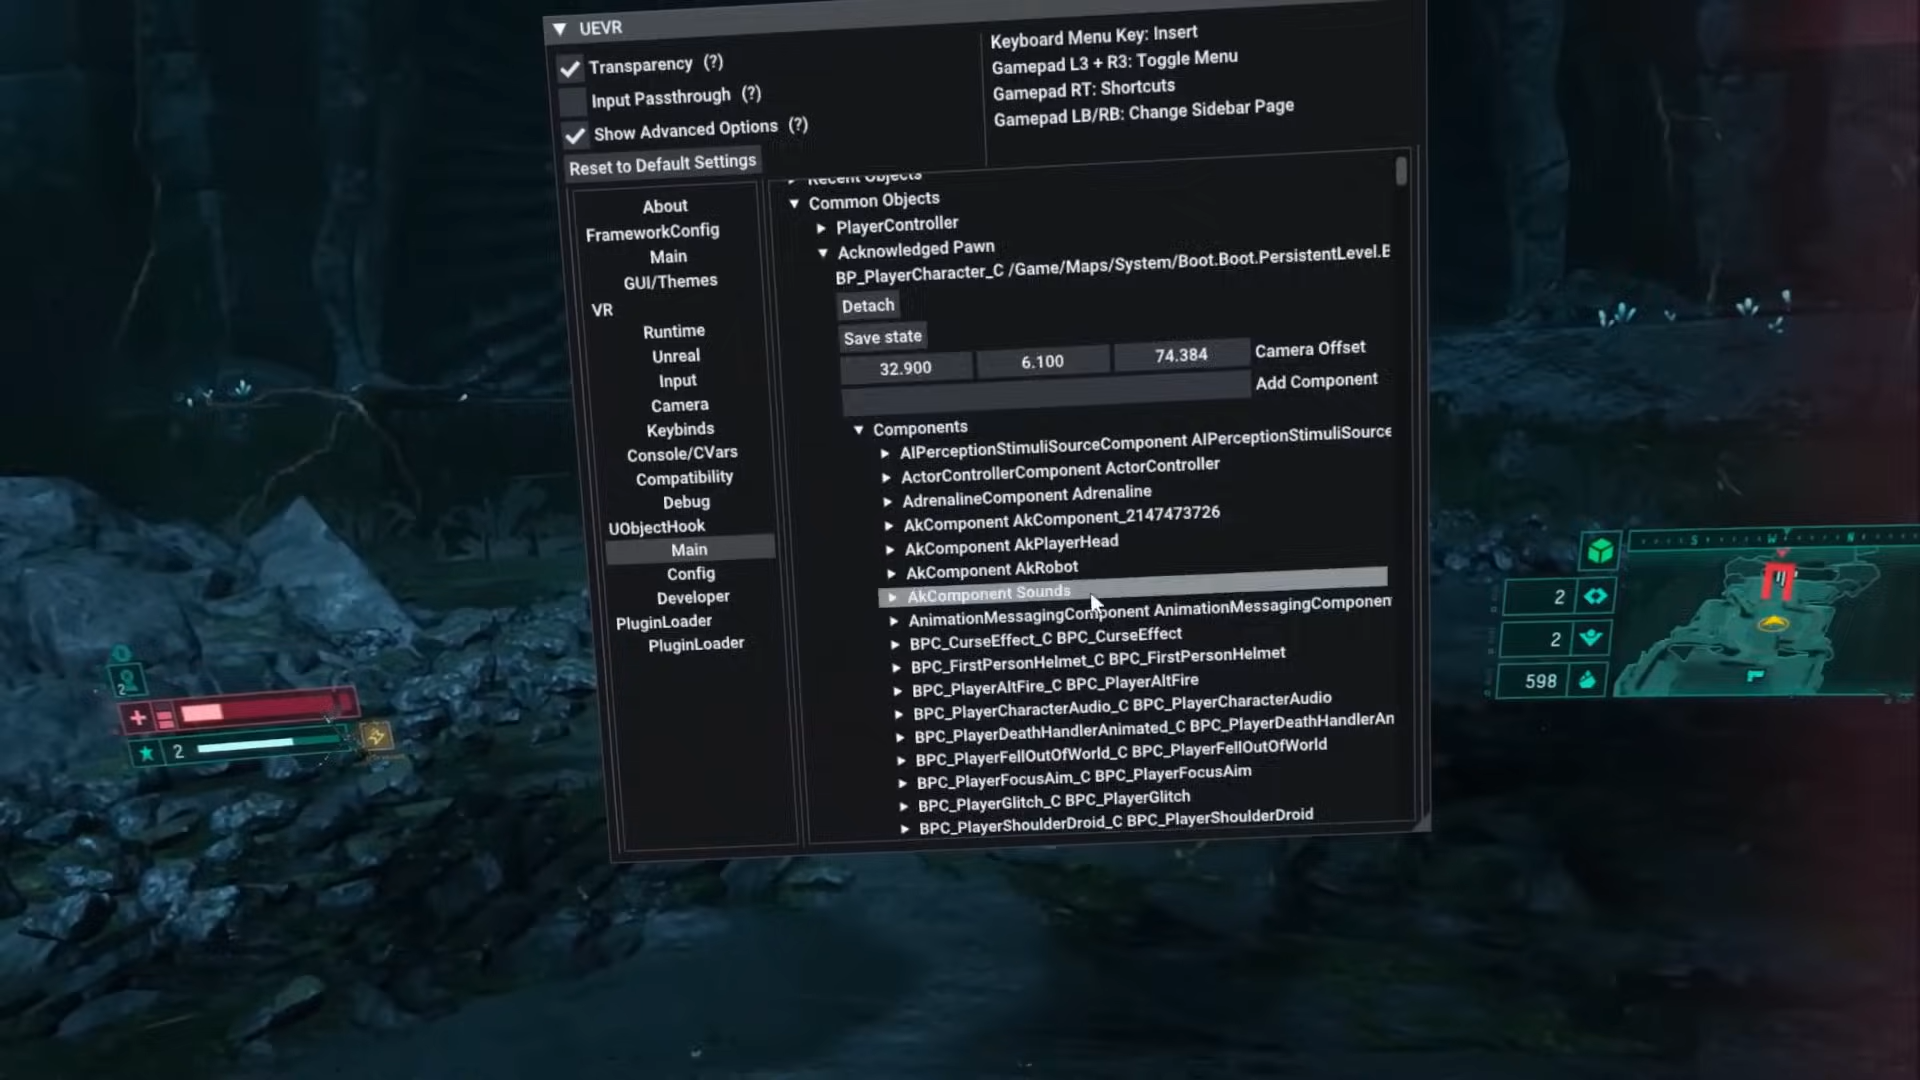 UEVR
Transparency (?)
Input Passthrough (?)
Show Advanced Options (?)
Reset to Default Settings
Keyboard Menu Key: Insert
Gamepad L3 + R3: Toggle Menu
Gamepad RT: Shortcuts
Gamepad LB/RB: Change Sidebar Page
About
FrameworkConfig
Main
GUI/Themes
VR
Runtime
Unreal
Input
Camera
Keybinds
Console/CVars
Compatibility
Debug
UObjectHook
Main
Config
Developer
PluginLoader
PluginLoader
Recent Objects
Common Objects
PlayerController
Acknowledged Pawn
BP_PlayerCharacter_C /Game/Maps/System/Boot.Boot.PersistentLevel.B
Detach
Save state
32.900 6.100 74.384 Camera Offset
Add Component
Components
AIPerceptionStimuliSourceComponent AIPerceptionStimuliSource
ActorControllerComponent ActorController
AdrenalineComponent Adrenaline
AkComponent AkComponent_2147473726
AkComponent AkPlayerHead
AkComponent AkRobot
AkComponent Sounds
AnimationMessagingComponent AnimationMessagingComponen
BPC_CurseEffect_C BPC_CurseEffect
BPC_FirstPersonHelmet_C BPC_FirstPersonHelmet
BPC_PlayerAltFire_C BPC_PlayerAltFire
BPC_PlayerCharacterAudio_C BPC_PlayerCharacterAudio
BPC_PlayerDeathHandlerAnimated_C BPC_PlayerDeathHandlerAn
BPC_PlayerFellOutOfWorld_C BPC_PlayerFellOutOfWorld
BPC_PlayerFocusAim_C BPC_PlayerFocusAim
BPC_PlayerGlitch_C BPC_PlayerGlitch
BPC_PlayerShoulderDroid_C BPC_PlayerShoulderDroid
2
2
S W N
2
2
598